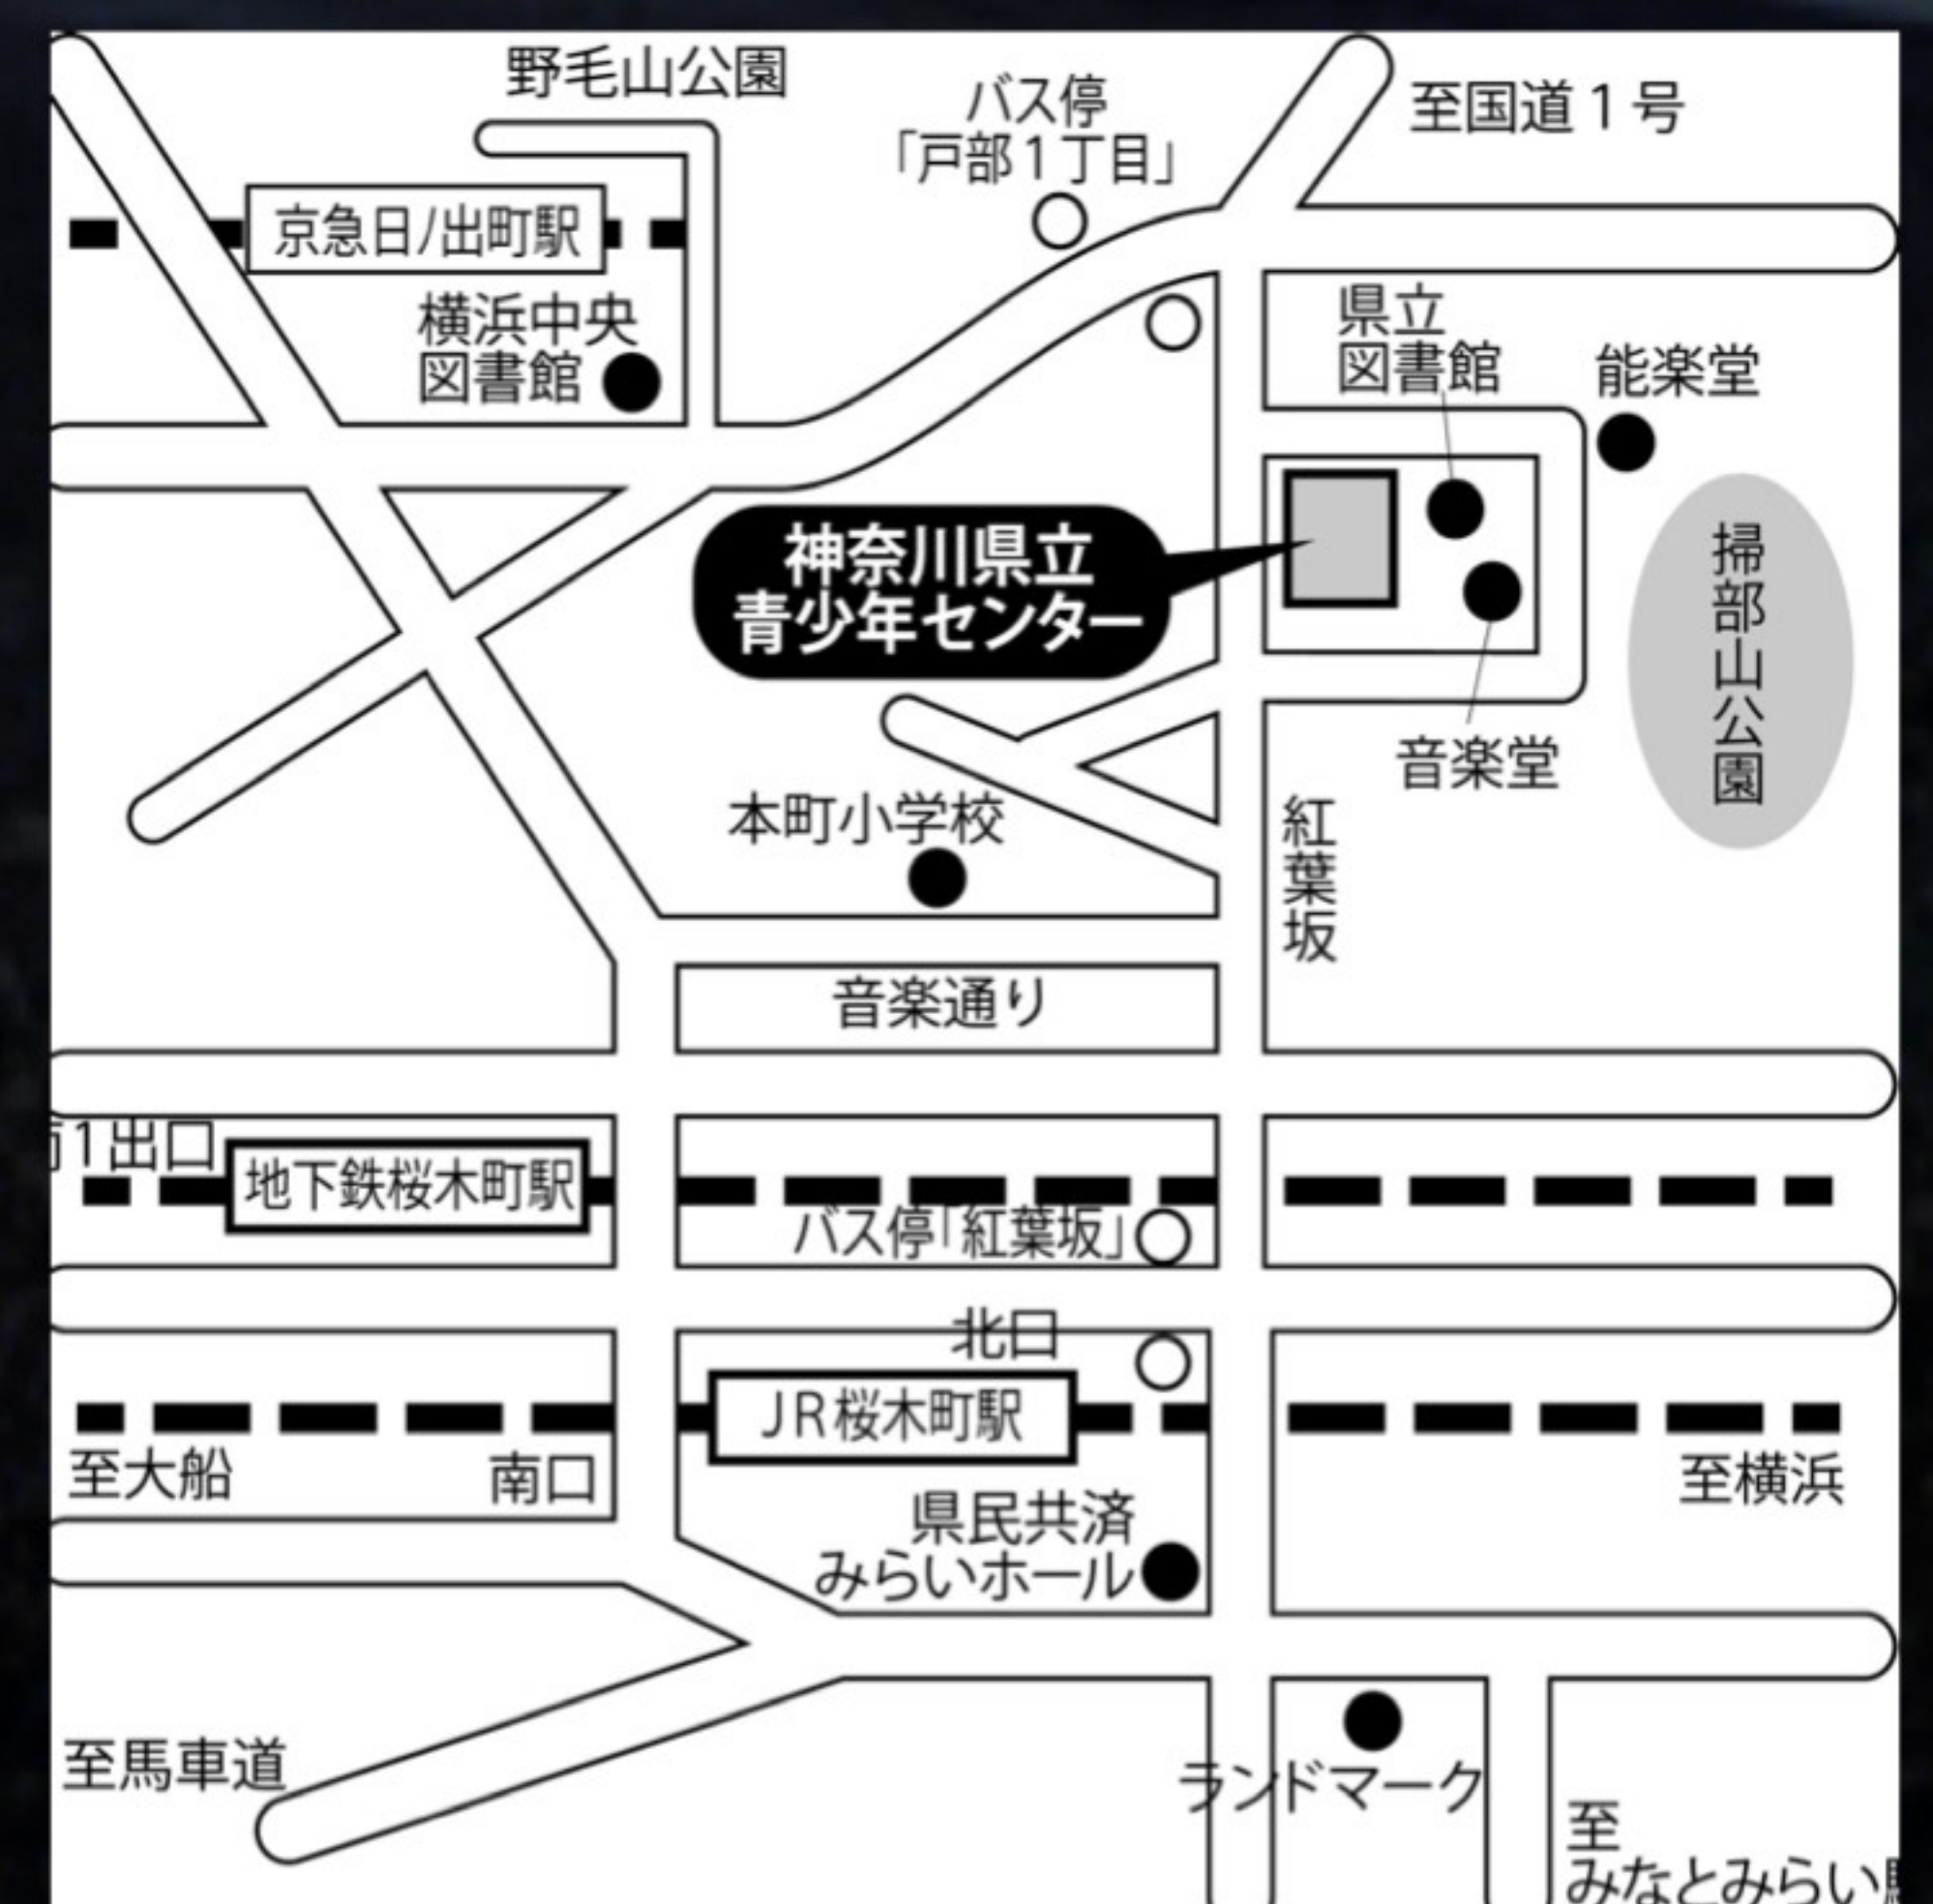 野毛山公園
バス停
「戸部1丁目」
至国道1号
京急日ノ出町駅
横浜中央
図書館
県立
図書館
能楽堂
神奈川県立
青少年センター
掃部山公園
音楽堂
本町小学校
紅葉坂
音楽通り
1出口
地下鉄桜木町駅
バス停「紅葉坂」
北口
JR桜木町駅
至大船
南口
至横浜
県民共済
みらいホール
至馬車道
ランドマーク
至
みなとみらい